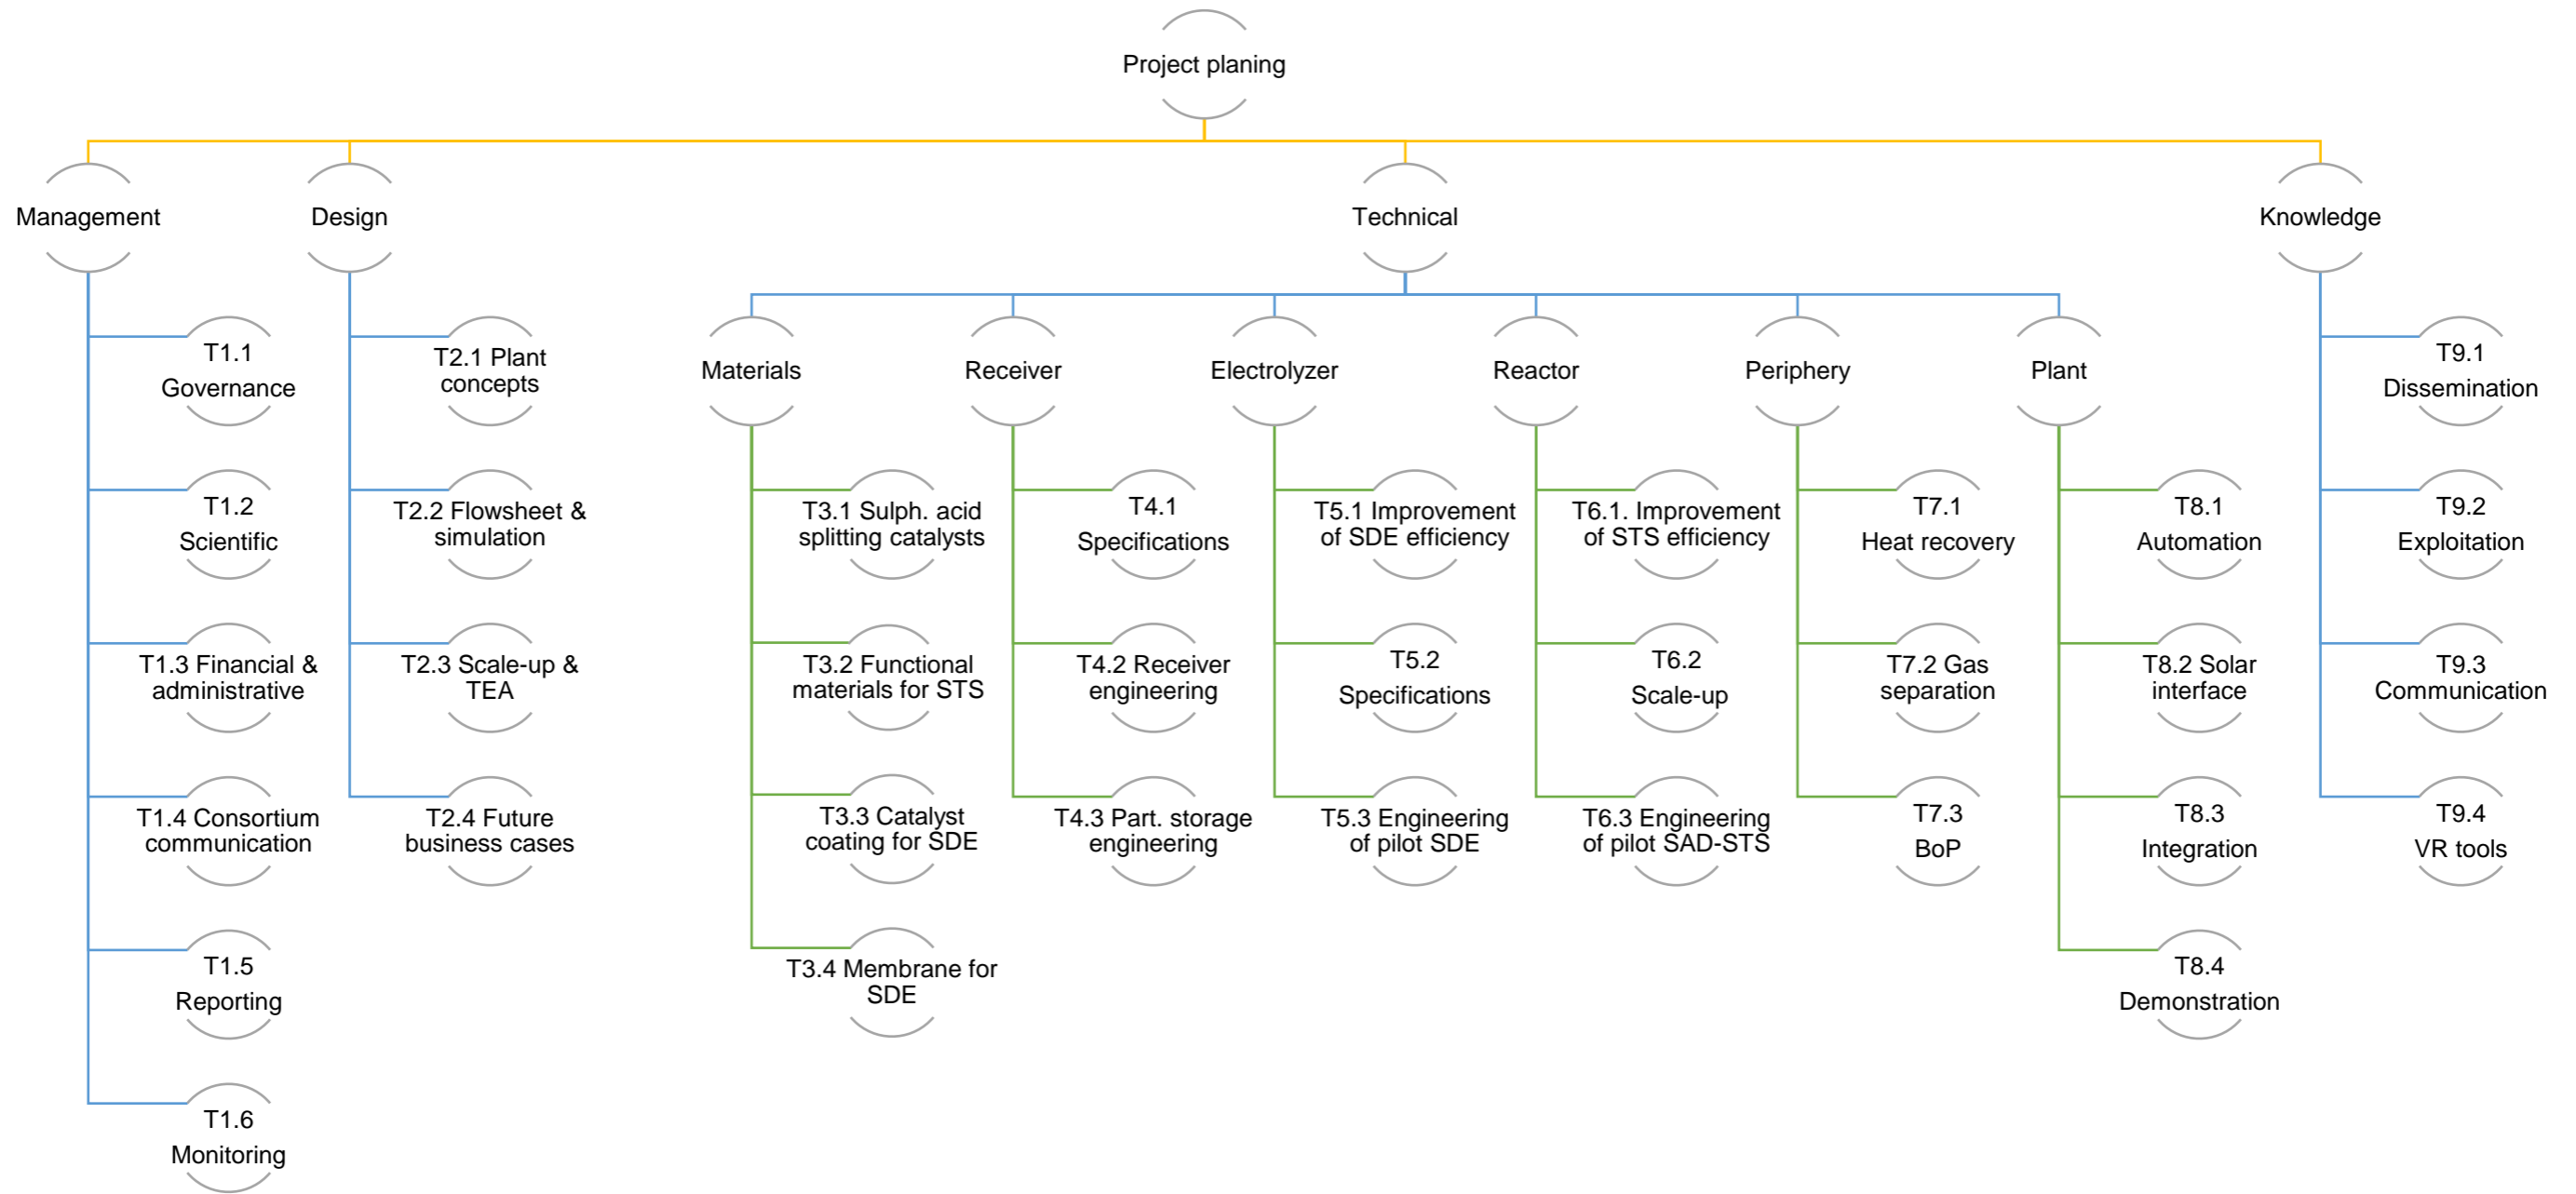 Project planing
Management
Design
Technical
Knowledge
T1.1
Governance
T1.2
Scientific
T1.3 Financial &
administrative
T1.4 Consortium
communication
T1.5
Reporting
T1.6
Monitoring
T2.1 Plant
concepts
T2.2 Flowsheet &
simulation
T2.3 Scale-up &
TEA
T2.4 Future
business cases
Materials
T3.1 Sulph. acid
splitting catalysts
T3.2 Functional
materials for STS
T3.3 Catalyst
coating for SDE
T3.4 Membrane for
SDE
Receiver
T4.1
Specifications
T4.2 Receiver
engineering
T4.3 Part. storage
engineering
Electrolyzer
T5.1 Improvement
of SDE efficiency
T5.2
Specifications
T5.3 Engineering
of pilot SDE
Reactor
T6.1. Improvement
of STS efficiency
T6.2
Scale-up
T6.3 Engineering
of pilot SAD-STS
Periphery
T7.1
Heat recovery
T7.2 Gas
separation
T7.3
BoP
Plant
T8.1
Automation
T8.2 Solar
interface
T8.3
Integration
T8.4
Demonstration
T9.1
Dissemination
T9.2
Exploitation
T9.3
Communication
T9.4
VR tools